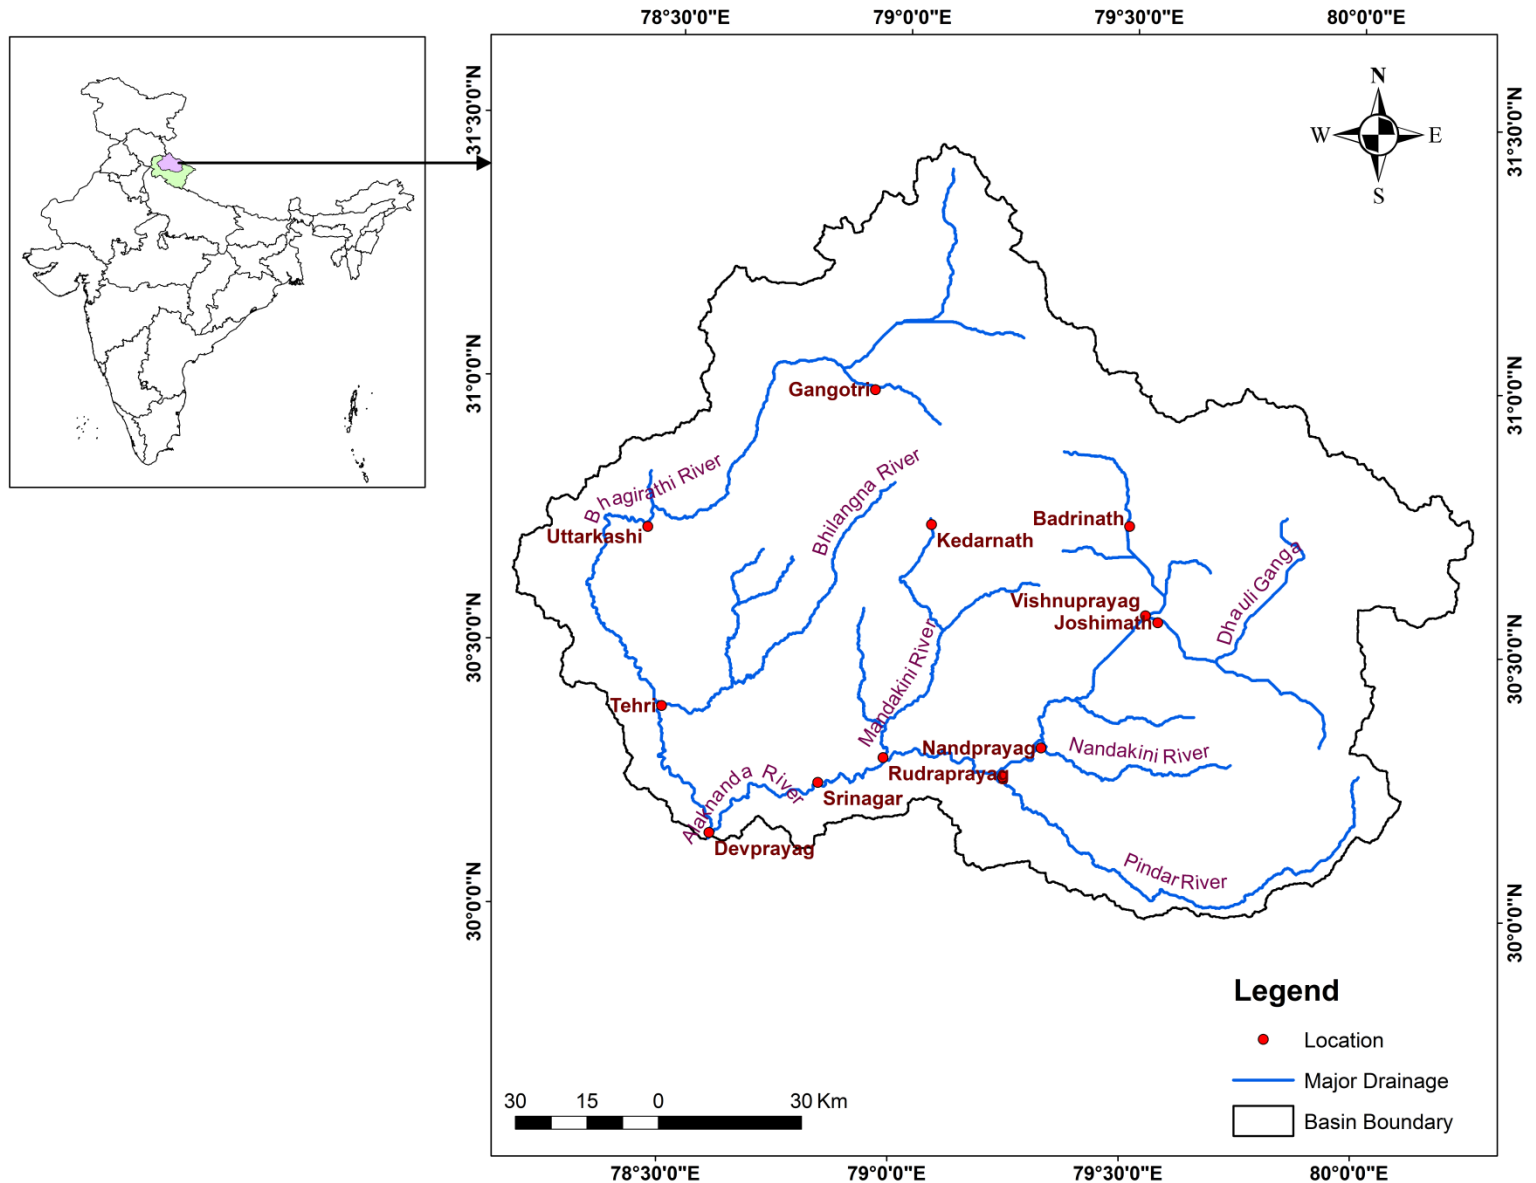 78°30'0"E
79°0'0"E
79°30'0"E
80°0'0"E
31°30'0"N
31°0'0"N
30°30'0"N
30°0'0"N
31°30'0"N
31°0'0"N
30°30'0"N
30°0'0"N
N
W
E
S
Gangotri
Bhagirathi River
Uttarkashi
Bhilangna River
Kedarnath
Badrinath
Vishnuprayag
Joshimath
Dhauli Ganga
Tehri
Mandakini River
Nandprayag
Nandakini River
Rudraprayag
Alaknanda River
Srinagar
Devprayag
Pindar River
Legend
Location
Major Drainage
Basin Boundary
30 15 0 30 Km
78°30'0"E
79°0'0"E
79°30'0"E
80°0'0"E